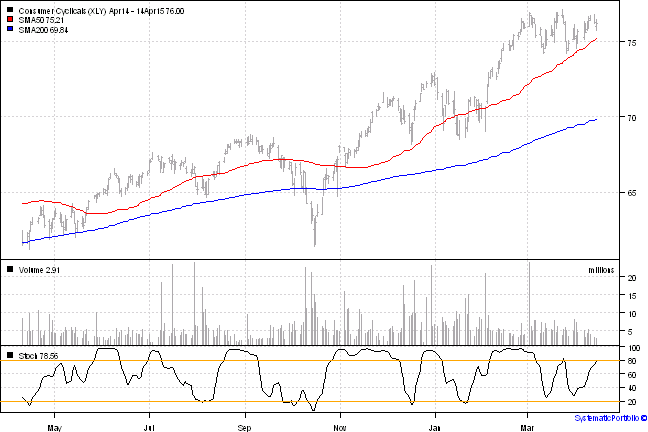 Consumer Cyclicals (XLY) Apr14 - 14Apr15 76.00
SMA50 75.21
SMA200 69.84
75
70
65
Volume 2.91
millions
20
15
10
5
Stoch 78.56
100
80
60
40
20
May Jul Sep Nov Jan Mar
SystematicPortfolio ©